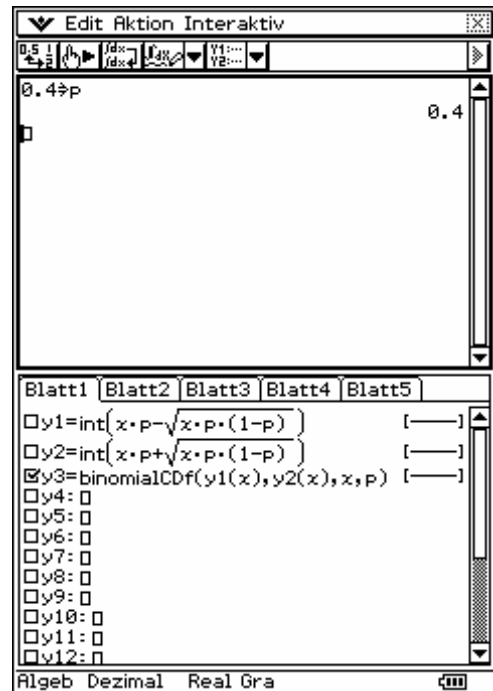 Edit Aktion Interaktiv
0.4⇒p
0.4
Blatt1 Blatt2 Blatt3 Blatt4 Blatt5
y1=int(x·p-√(x·p·(1-p)))
y2=int(x·p+√(x·p·(1-p)))
y3=binomialCDf(y1(x),y2(x),x,p)
y4:
y5:
y6:
y7:
y8:
y9:
y10:
y11:
y12:
Algeb Dezimal Real Gra